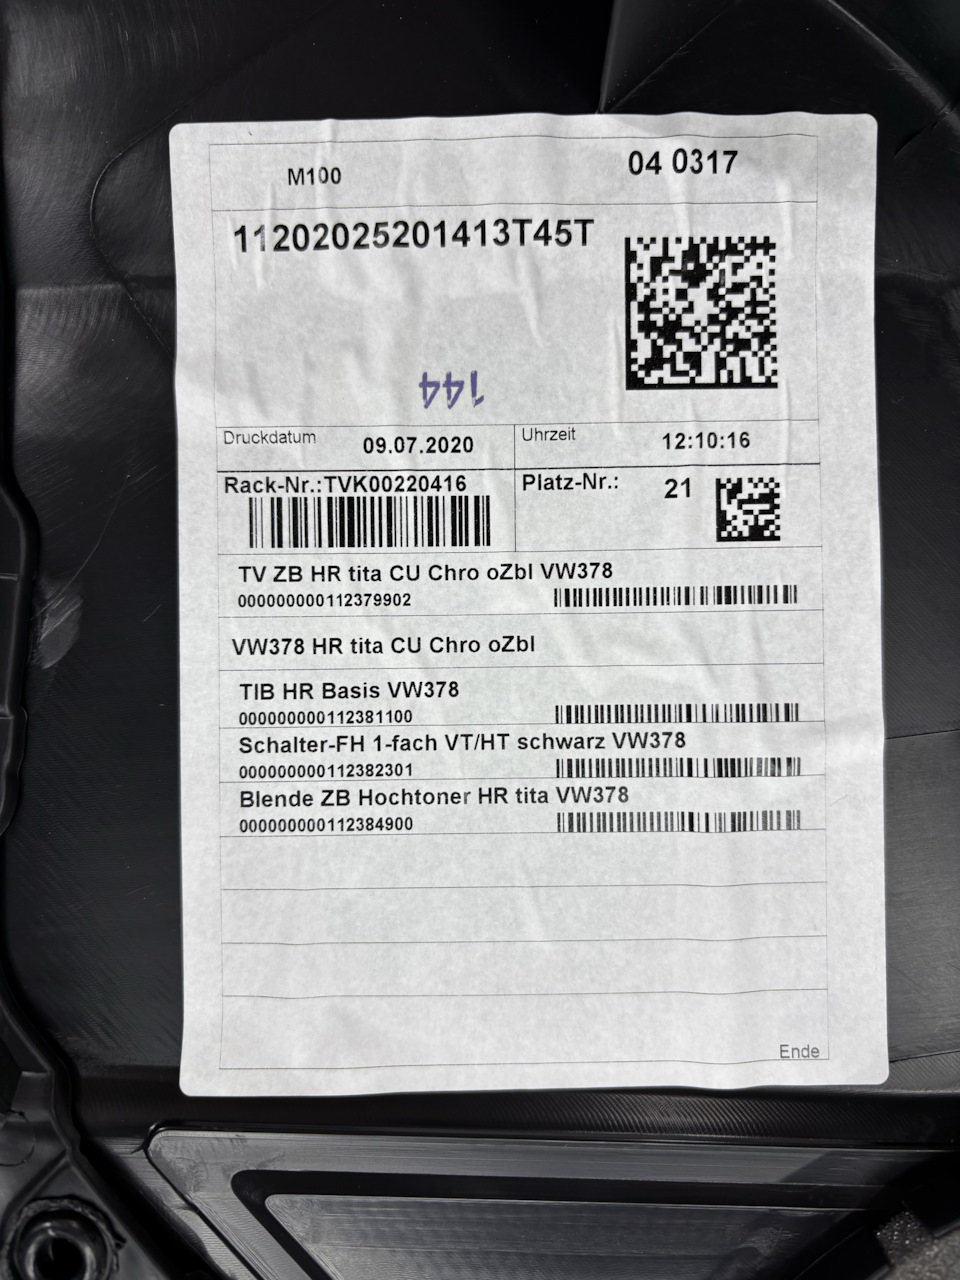 M100
04 0317
11202025201413T45T
144
Druckdatum 09.07.2020
Uhrzeit 12:10:16
Rack-Nr.:TVK00220416
Platz-Nr.: 21
TV ZB HR tita CU Chro oZbl VW378
000000000112379902
VW378 HR tita CU Chro oZbl
TIB HR Basis VW378
000000000112381100
Schalter-FH 1-fach VT/HT schwarz VW378
000000000112382301
Blende ZB Hochtoner HR tita VW378
000000000112384900
Ende